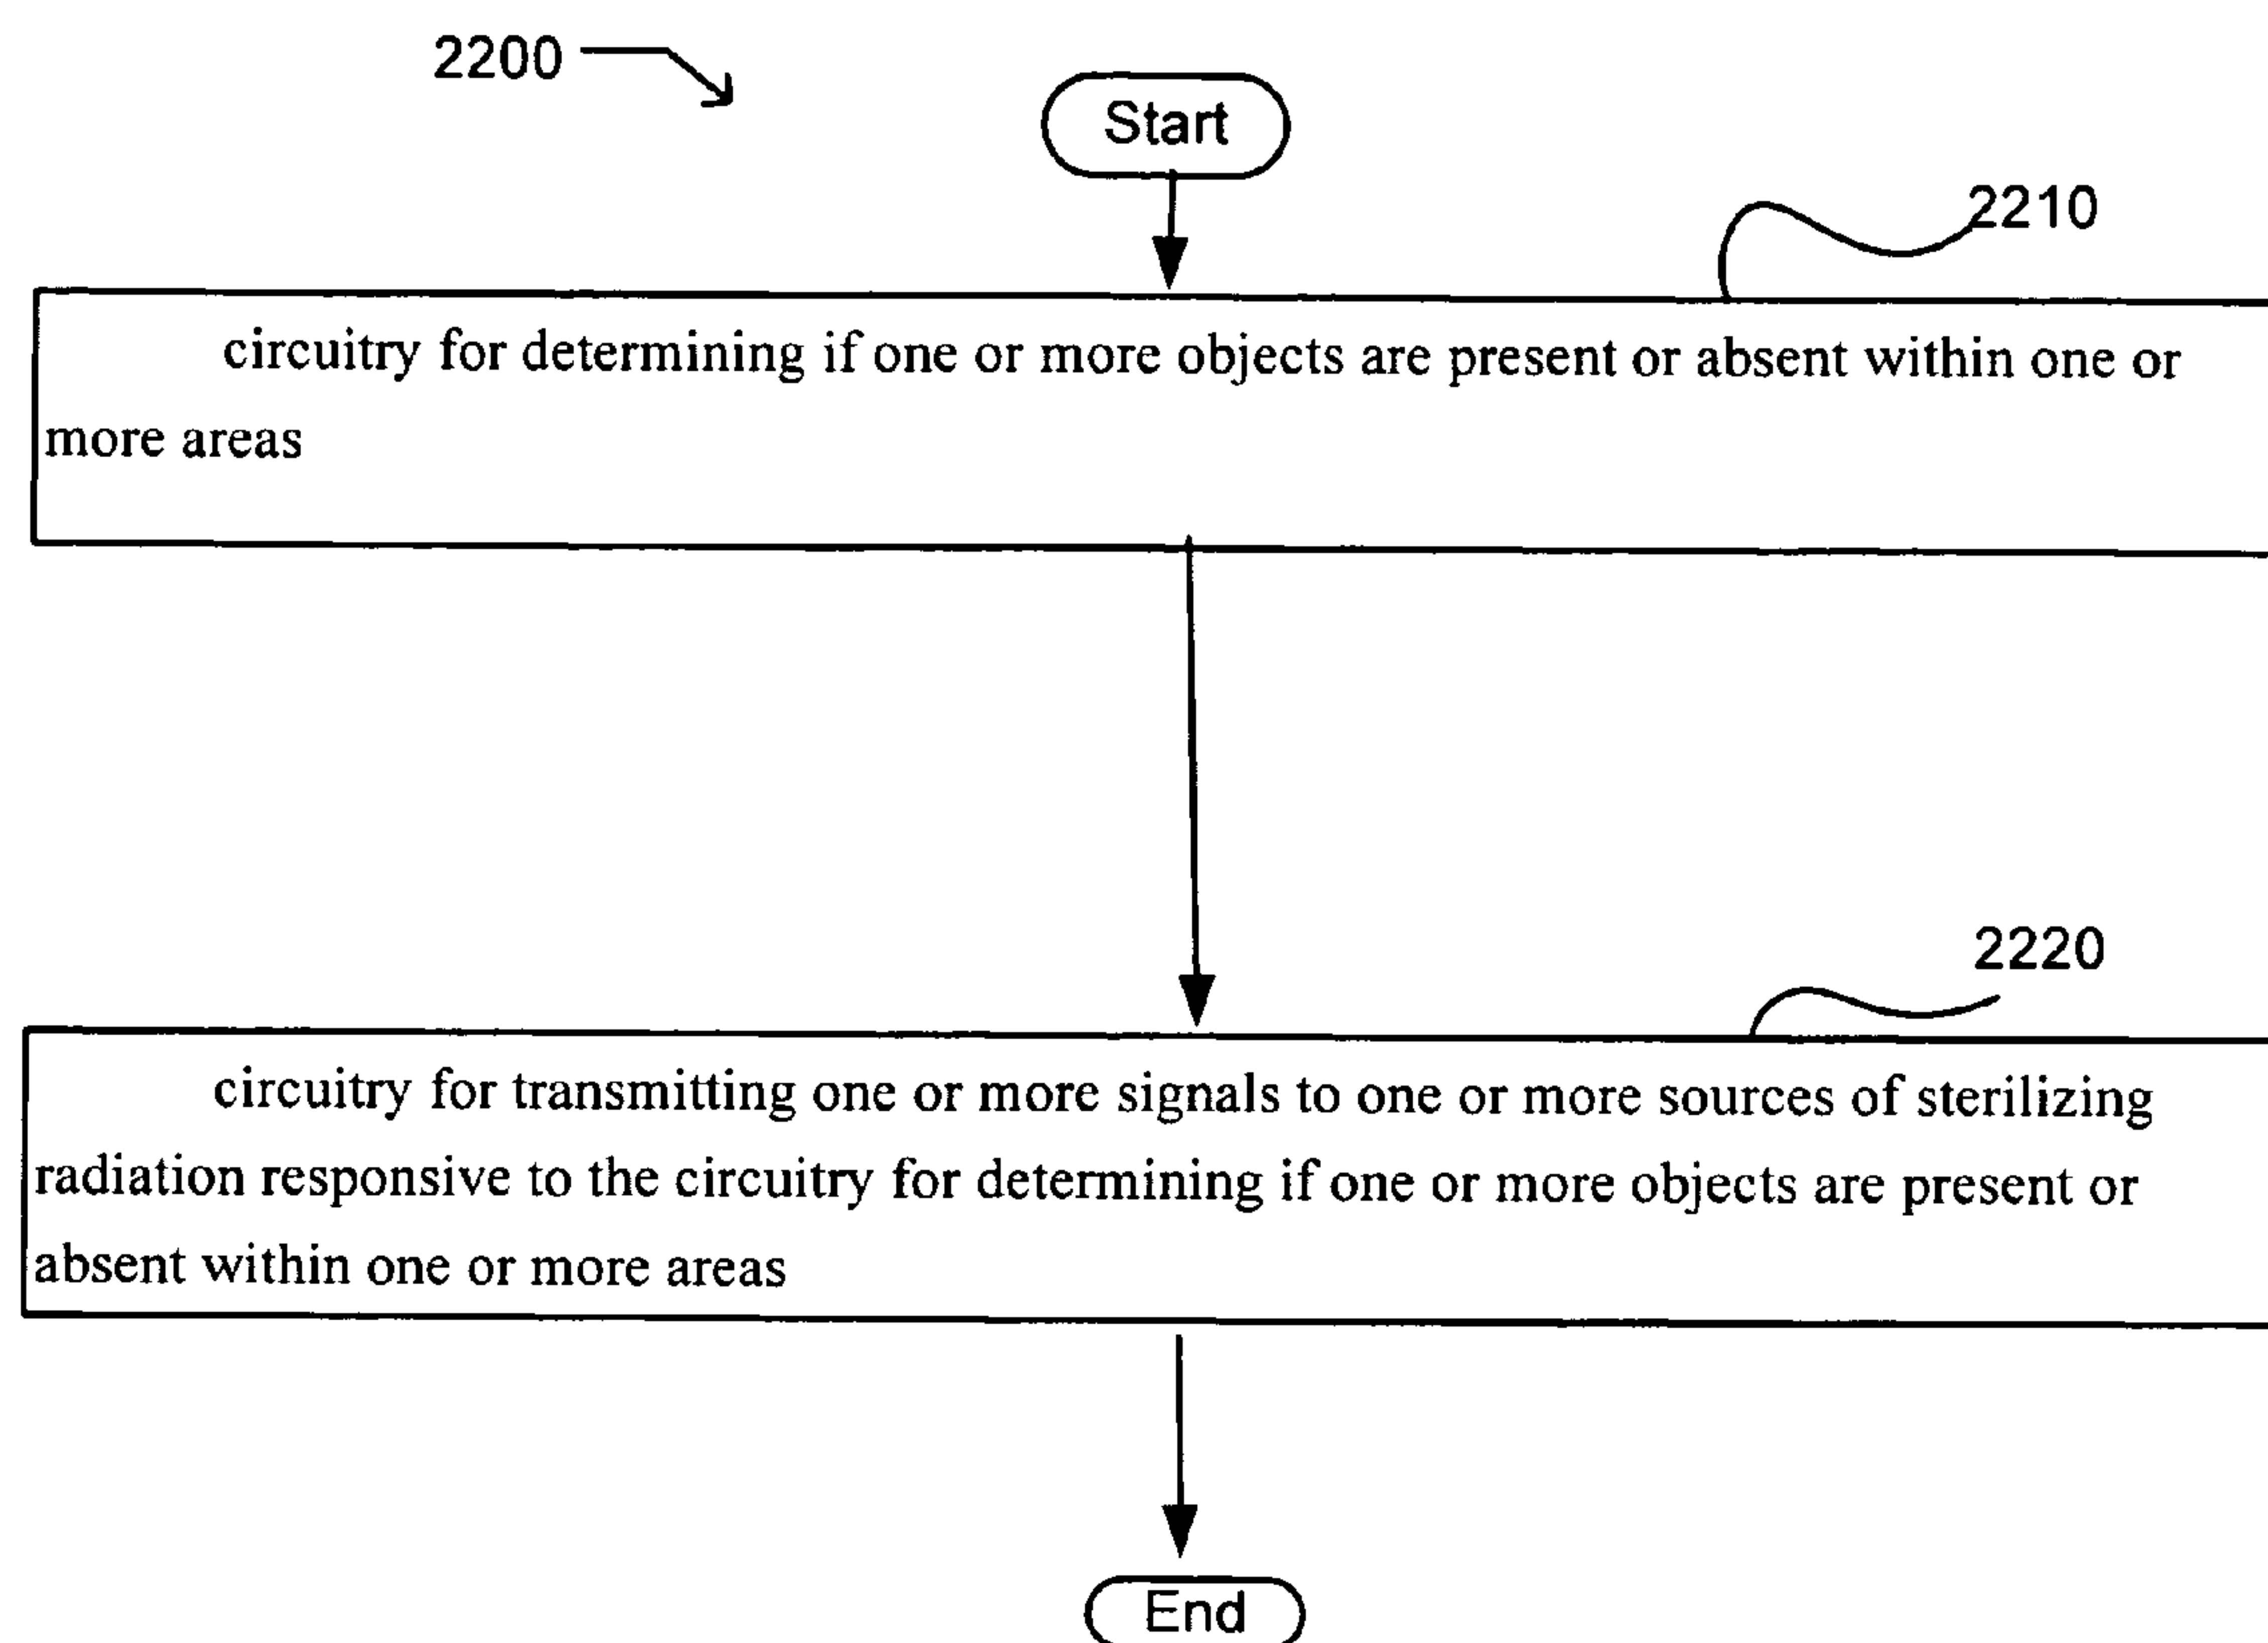 2200
Start
2210
circuitry for determining if one or more objects are present or absent within one or
more areas
2220
circuitry for transmitting one or more signals to one or more sources of sterilizing
radiation responsive to the circuitry for determining if one or more objects are present or
absent within one or more areas
End